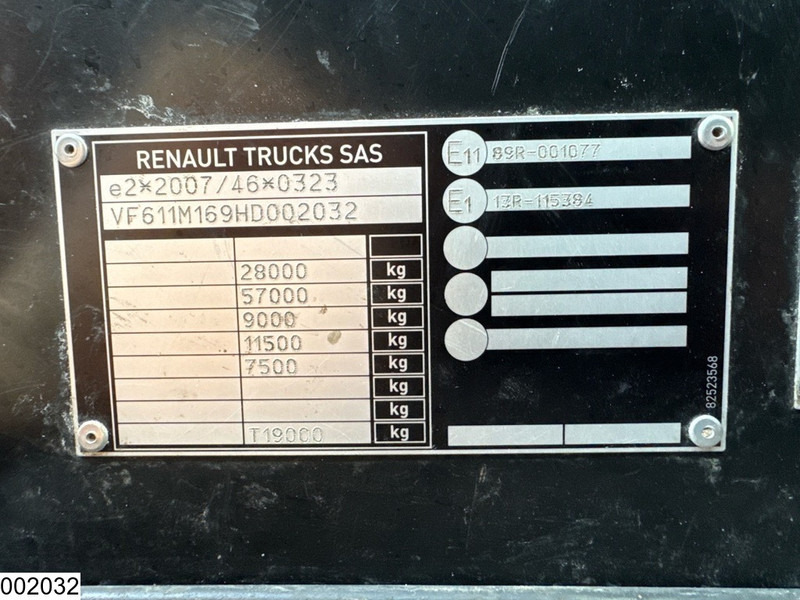 RENAULT TRUCKS SAS
e2*2007/46*0323
VF611M169HD002032
28000 kg
57000 kg
9000 kg
11500 kg
7500 kg
kg
kg
T19000 kg
E11 89R-001077
E1 13R-115384
82523568
002032